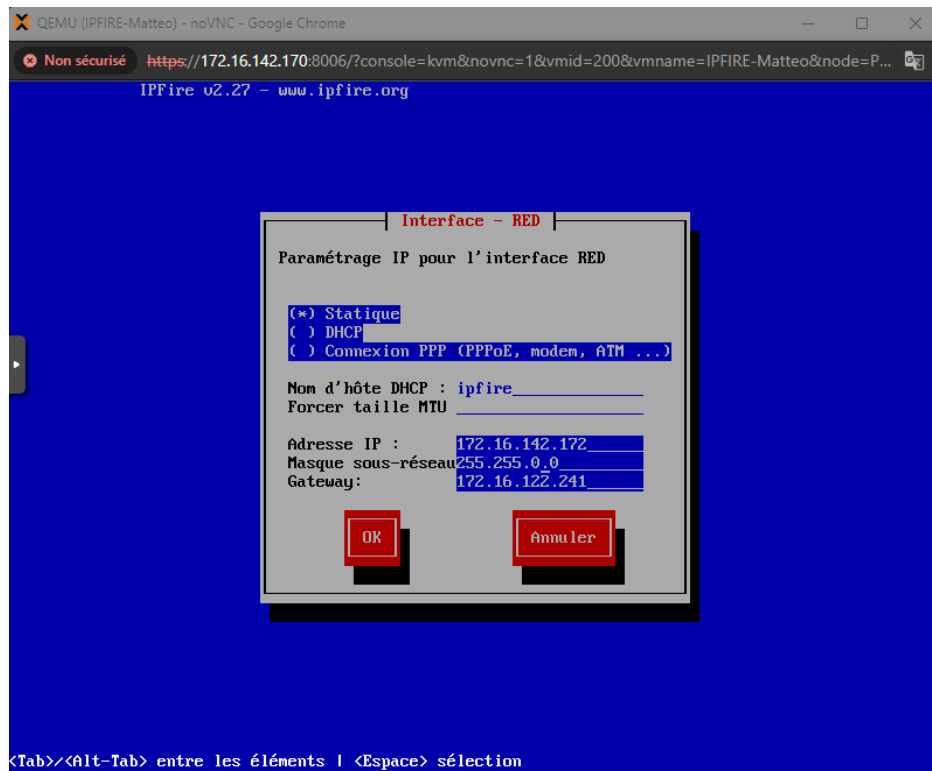 QEMU (IPFIRE-Matteo) - noVNC - Google Chrome
Non sécurisé https://172.16.142.170:8006/?console=kvm&novnc=1&vmid=200&vmname=IPFIRE-Matteo&node=P...
IPFire v2.27 - www.ipfire.org
Interface - RED
Paramétrage IP pour l'interface RED
(*) Statique
( ) DHCP
( ) Connexion PPP (PPPoE, modem, ATM ...)
Nom d'hôte DHCP : ipfire
Forcer taille MTU
Adresse IP : 172.16.142.172
Masque sous-réseau 255.255.0.0
Gateway: 172.16.122.241
OK Annuler
<Tab>/<Alt-Tab> entre les éléments | <Espace> sélection